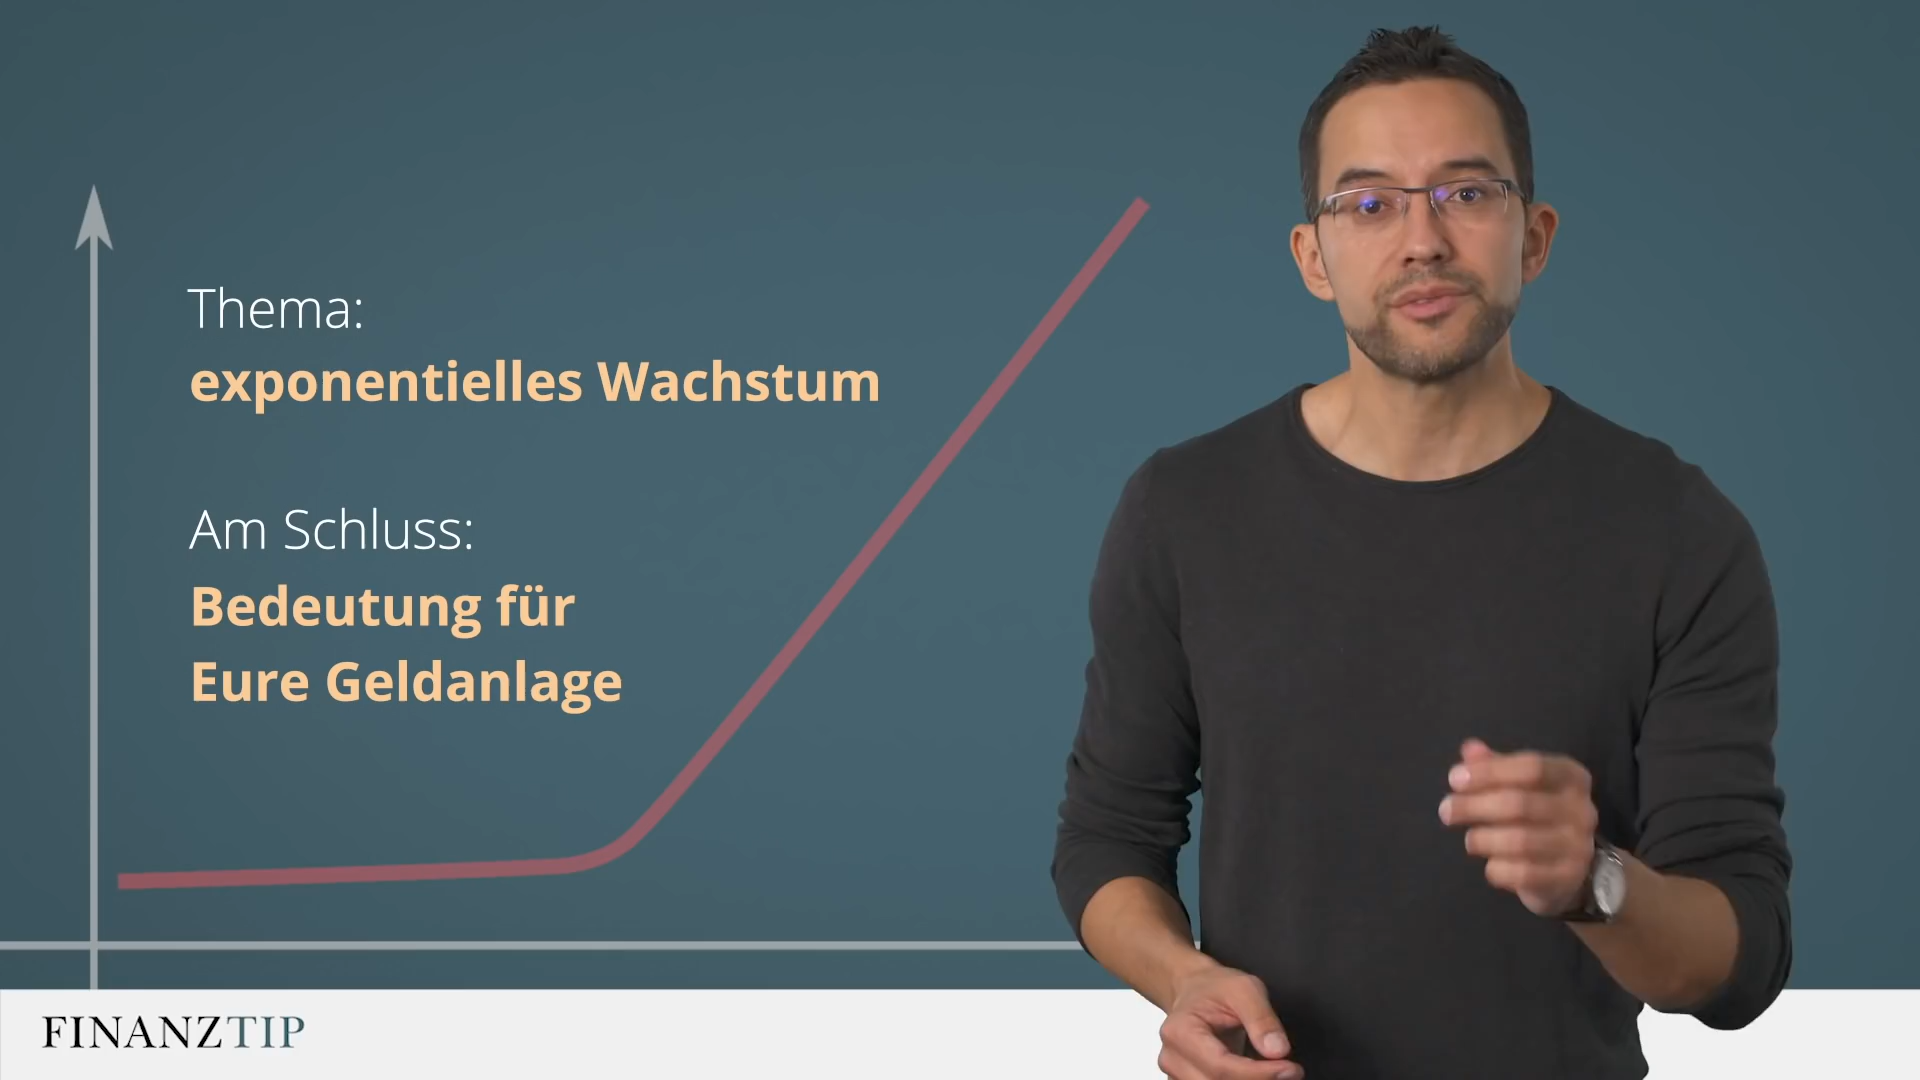 Thema:
exponentielles Wachstum
Am Schluss:
Bedeutung für
Eure Geldanlage
FINANZTIP